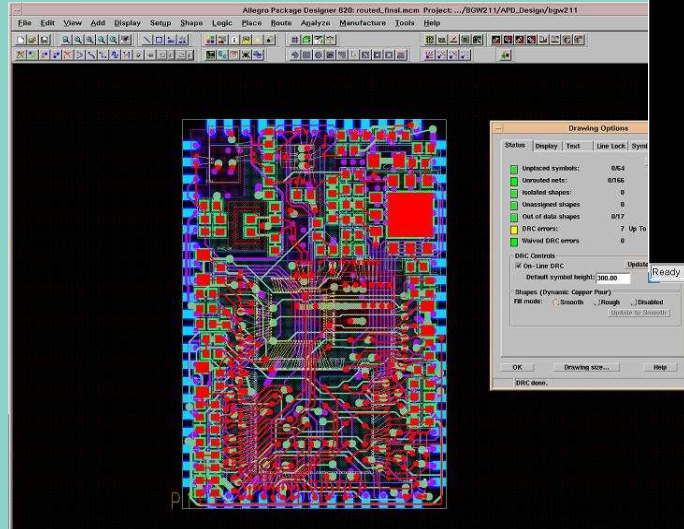 Allegro Package Designer 620: routed_final.mcm Project: .../BGW211/APD_Design/bgw211
File Edit View Add Display Setup Shape Logic Place Route Analyze Manufacture Tools Help
Drawing Options
Status Display Text Line Lock Symb
Unplaced symbols: 0/64
Unrouted nets: 0/166
Isolated shapes: 0
Unassigned shapes 0
Out of date shapes 0/17
DRC errors: 7 Up To
Waived DRC errors 0
DRC Controls
On-Line DRC Update
Default symbol height: 300.00
Ready
Shapes (Dynamic Copper Pour)
Fill mode: Smooth Rough Disabled
Update to Smooth
OK Drawing size... Help
DRC done.
P1